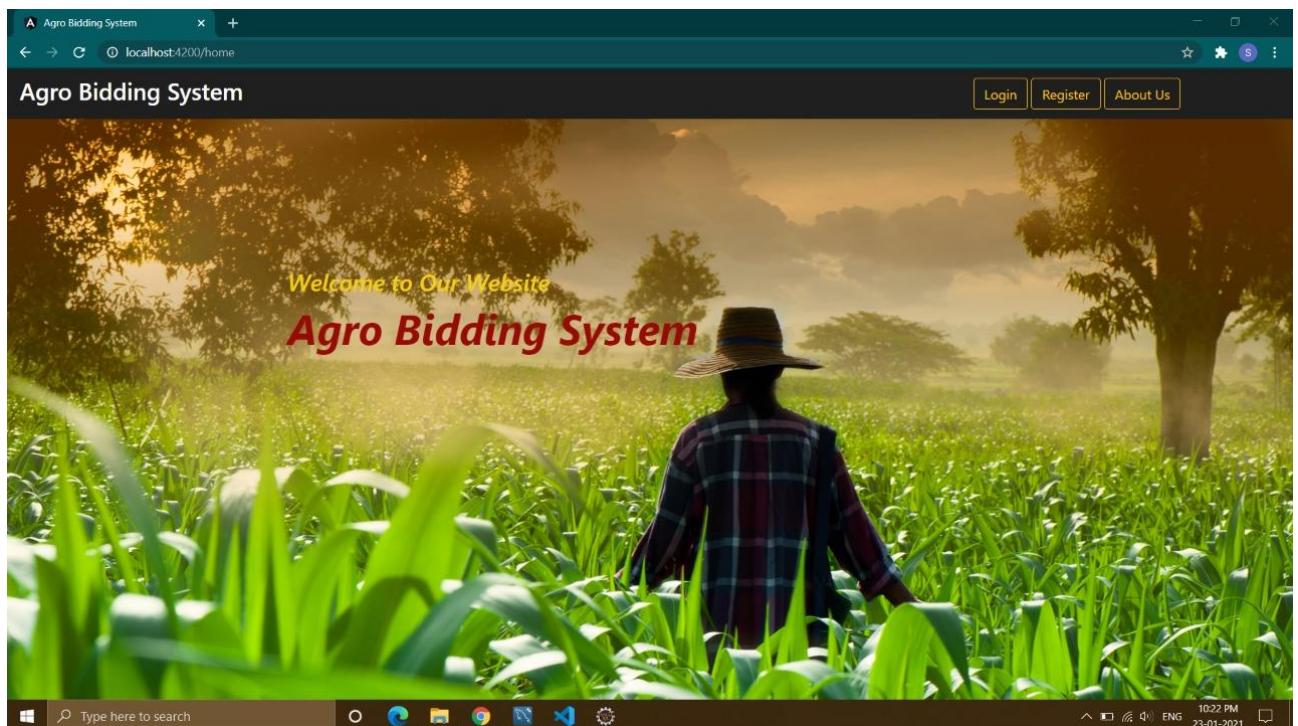 Agro Bidding System
localhost:4200/home
S
Agro Bidding System
Login Register About Us
Welcome to Our Website
Agro Bidding System
Type here to search
ENG
10:22 PM
23-01-2021